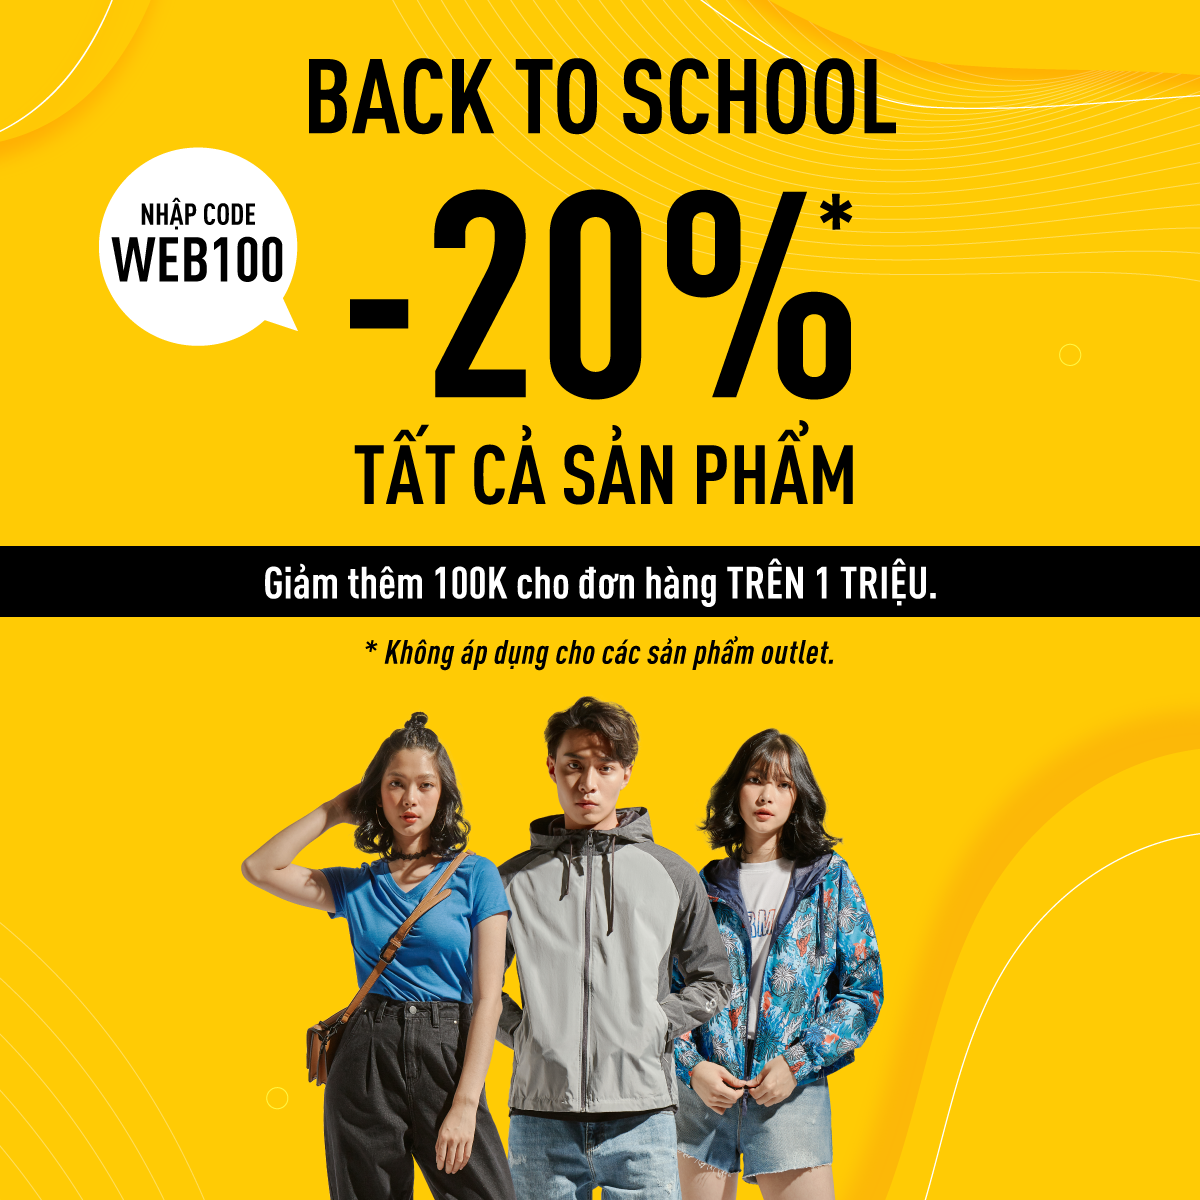 BACK TO SCHOOL
NHẬP CODE
WEB100
-20%*
TẤT CẢ SẢN PHẨM
Giảm thêm 100K cho đơn hàng TRÊN 1 TRIỆU.
* Không áp dụng cho các sản phẩm outlet.